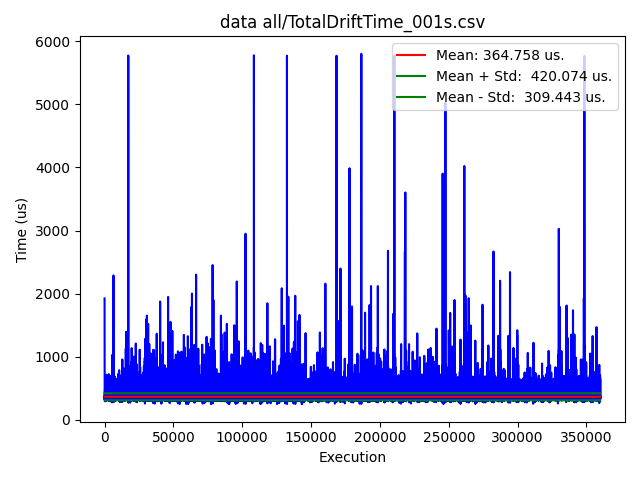 data all/TotalDriftTime_001s.csv
Mean: 364.758 us.
Mean + Std:  420.074 us.
Mean - Std:  309.443 us.
Time (us)
6000
5000
4000
3000
2000
1000
0
0 50000 100000 150000 200000 250000 300000 350000
Execution